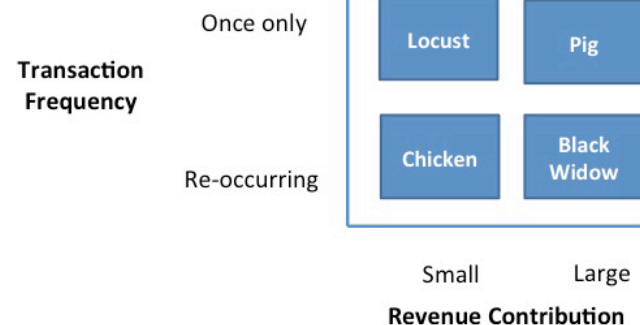 Once only
Locust
Pig
Transaction
Frequency
Chicken
Black
Widow
Re-occurring
Small
Large
Revenue Contribution